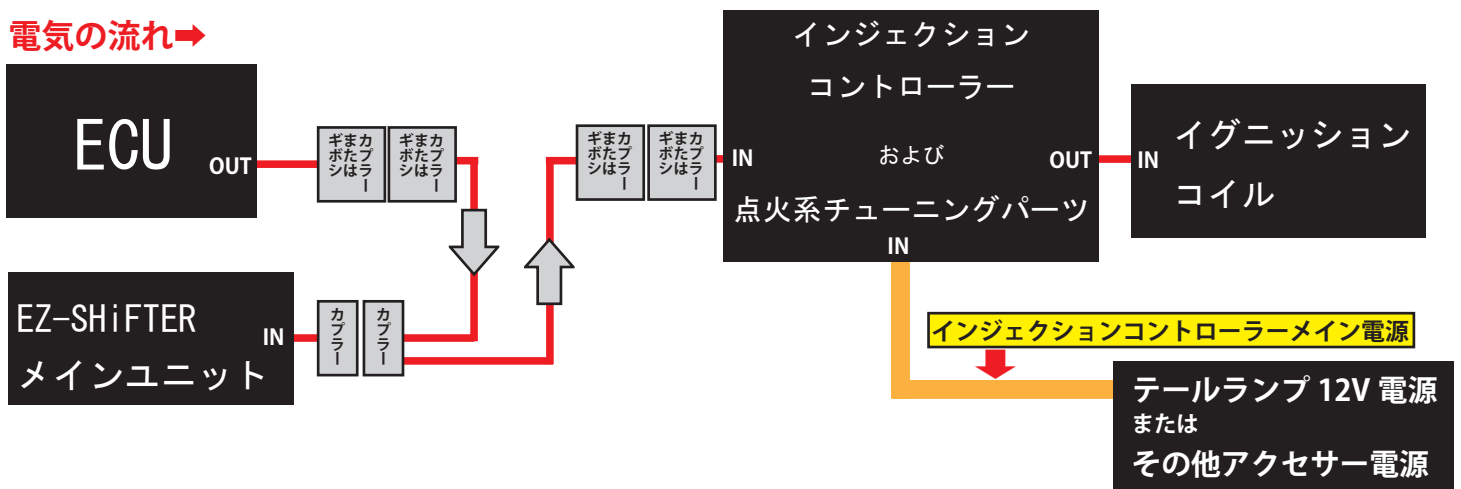 電気の流れ➡
ECU
OUT
カプラー
または
ギボシ
カプラー
または
ギボシ
EZ-SHiFTER
メインユニット
IN
カプラー
カプラー
カプラー
または
ギボシ
カプラー
または
ギボシ
インジェクション
コントローラー
および
点火系チューニングパーツ
IN
OUT
IN
IN
イグニッション
コイル
インジェクションコントローラーメイン電源
テールランプ 12V 電源
または
その他アクセサー電源